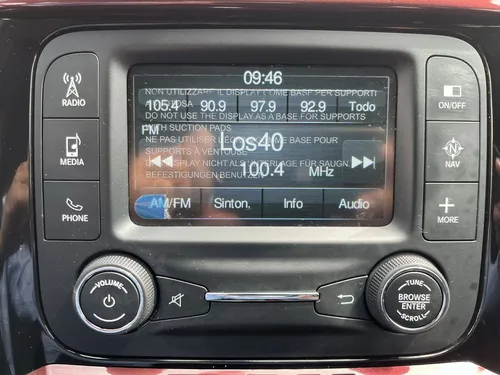 09:46
NON UTILIZZARE IL DISPLAY COME BASE PER SUPPORTI
105.4 90.9 97.9 92.9 Todo
DO NOT USE THE DISPLAY AS A BASE FOR SUPPORTS
FM
WITH SUCTION PADS
NE PAS UTILISER
BASE POUR
os40
SUPPORTS À VENTOUSE
DISPLAY NICHT ALS
FÜR SAUGN.
100.4 MHz
BEFESTIGUNGEN
AM/FM Sinton. Info Audio
RADIO
MEDIA
PHONE
ON/OFF
NAV
MORE
VOLUME
TUNE
BROWSE
ENTER
SCROLL